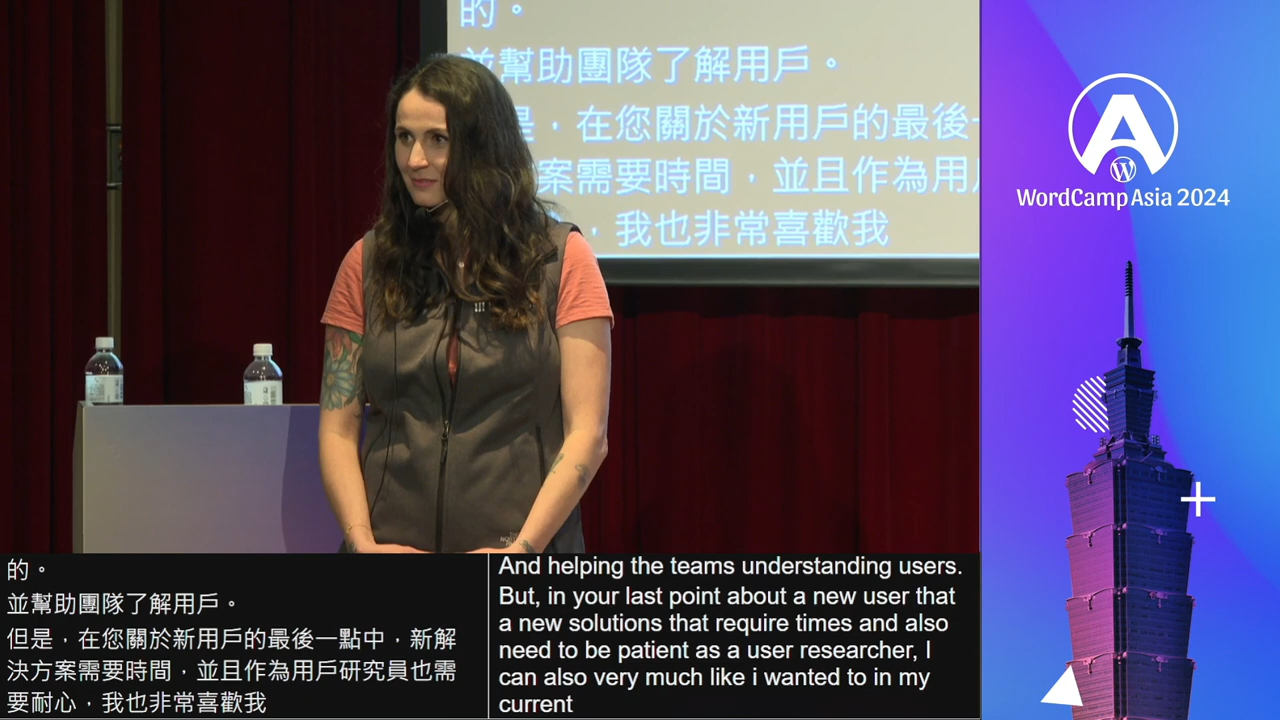 的。
並幫助團隊了解用戶。
是，在您關於新用戶的最後
案需要時間，並且作為用
，我也非常喜歡我
WordCamp Asia 2024
的。
並幫助團隊了解用戶。
但是，在您關於新用戶的最後一點中，新解
決方案需要時間，並且作為用戶研究員也需
要耐心，我也非常喜歡我
And helping the teams understanding users.
But, in your last point about a new user that
a new solutions that require times and also
need to be patient as a user researcher, I
can also very much like i wanted to in my
current